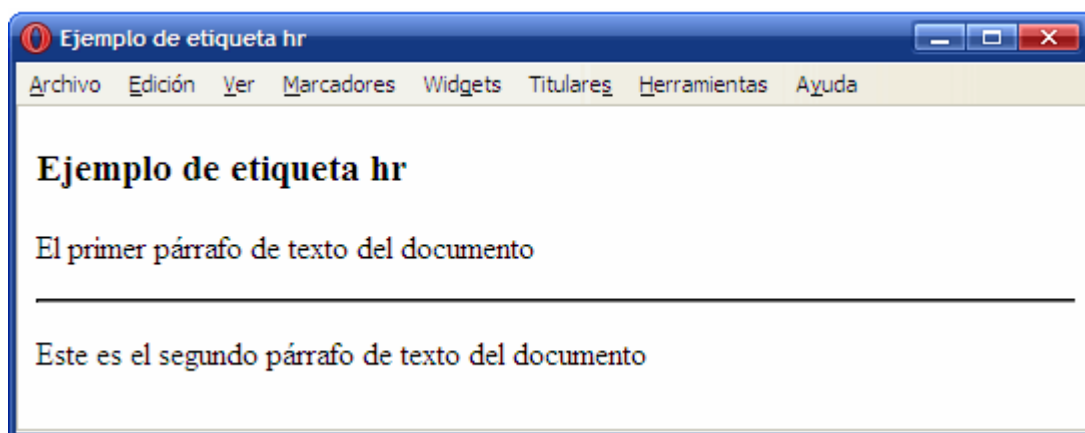 Ejemplo de etiqueta hr
Archivo Edición Ver Marcadores Widgets Titulares Herramientas Ayuda
Ejemplo de etiqueta hr
El primer párrafo de texto del documento
Este es el segundo párrafo de texto del documento